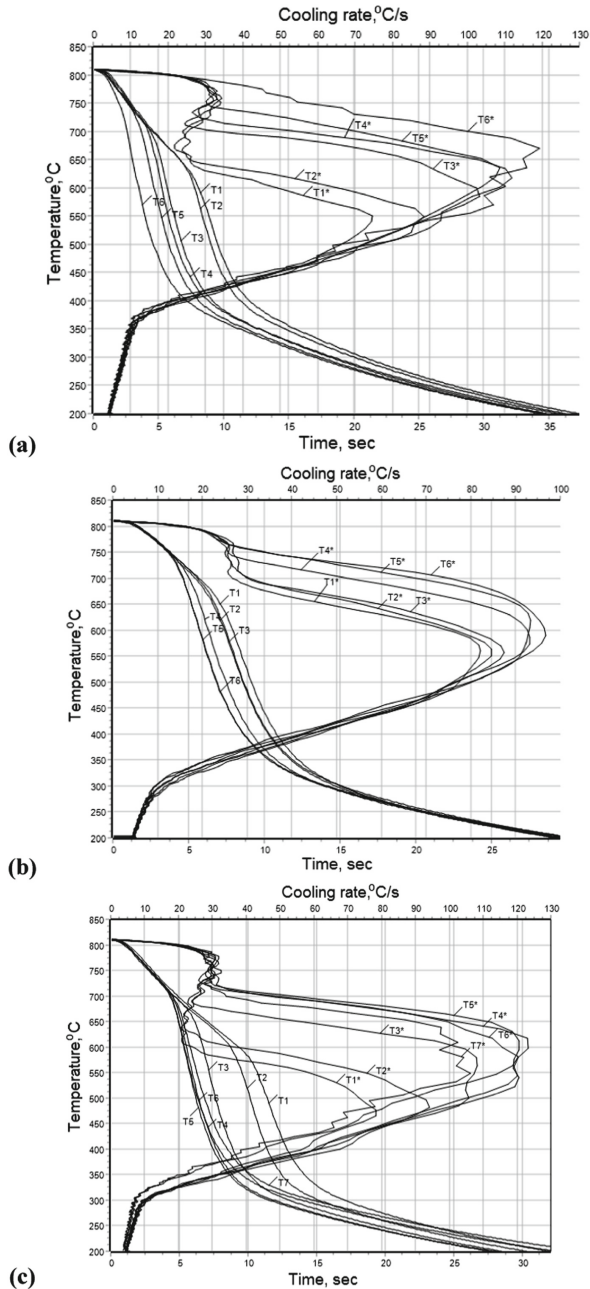 Cooling rate,°C/s
0 10 20 30 40 50 60 70 80 90 100 110 120 130
850
800
750
700
650
600
550
500
450
400
350
300
250
200
Temperature,°C
T6*
T4*
T5*
T3*
T2*
T1*
T1
T2
T6
T5
T3
T4
0 5 10 15 20 25 30 35
(a)
Time, sec
Cooling rate,°C/s
0 10 20 30 40 50 60 70 80 90 100
850
800
750
700
650
600
550
500
450
400
350
300
250
200
Temperature,°C
T4*
T5*
T6*
T1*
T2*
T3*
T1
T2
T4
T5
T3
T6
0 5 10 15 20 25
(b)
Time, sec
Cooling rate,°C/s
0 10 20 30 40 50 60 70 80 90 100 110 120 130
850
800
750
700
650
600
550
500
450
400
350
300
250
200
Temperature,°C
T5*
T4*
T3*
T6*
T7*
T2*
T1*
T3
T2
T6
T1
T5
T4
T7
0 5 10 15 20 25 30
(c)
Time, sec